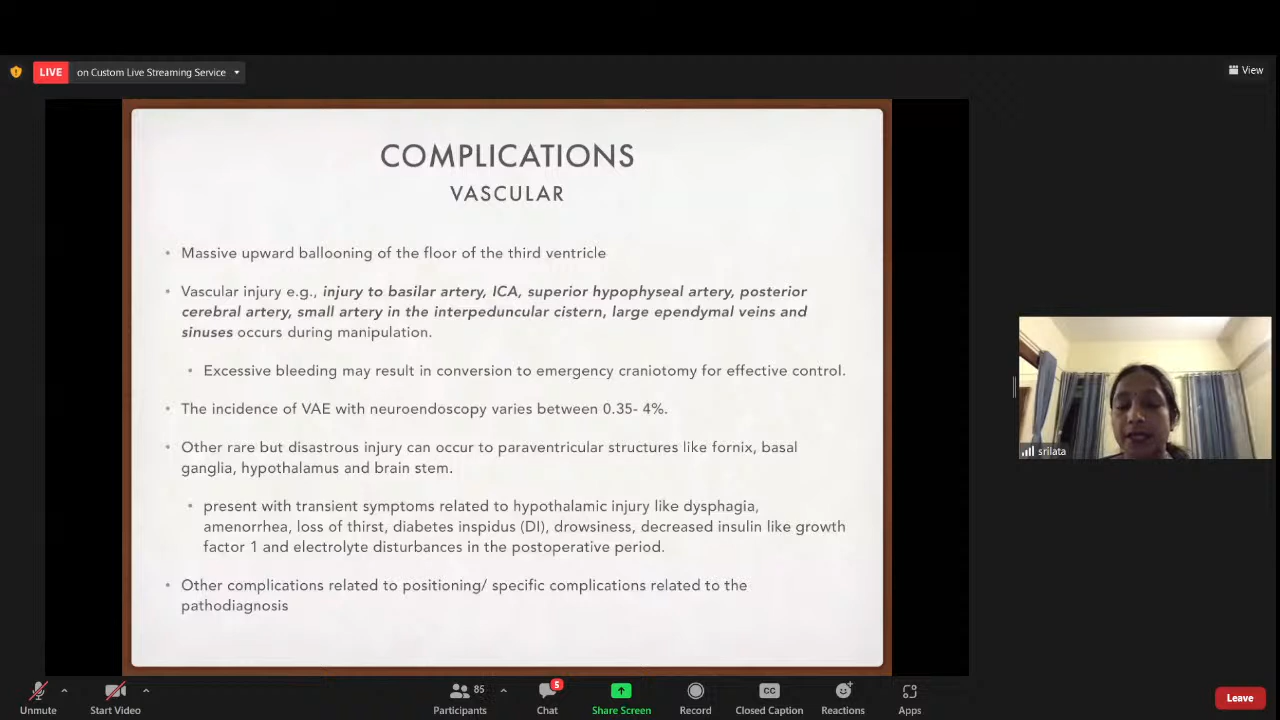 LIVE on Custom Live Streaming Service
View
COMPLICATIONS
VASCULAR
• Massive upward ballooning of the floor of the third ventricle
• Vascular injury e.g., injury to basilar artery, ICA, superior hypophyseal artery, posterior
cerebral artery, small artery in the interpeduncular cistern, large ependymal veins and
sinuses occurs during manipulation.
• Excessive bleeding may result in conversion to emergency craniotomy for effective control.
• The incidence of VAE with neuroendoscopy varies between 0.35- 4%.
• Other rare but disastrous injury can occur to paraventricular structures like fornix, basal
ganglia, hypothalamus and brain stem.
• present with transient symptoms related to hypothalamic injury like dysphagia,
amenorrhea, loss of thirst, diabetes inspidus (DI), drowsiness, decreased insulin like growth
factor 1 and electrolyte disturbances in the postoperative period.
• Other complications related to positioning/ specific complications related to the
pathodiagnosis
srilata
85
5
Unmute
Start Video
Participants
Chat
Share Screen
Record
CC
Closed Caption
Reactions
Apps
Leave